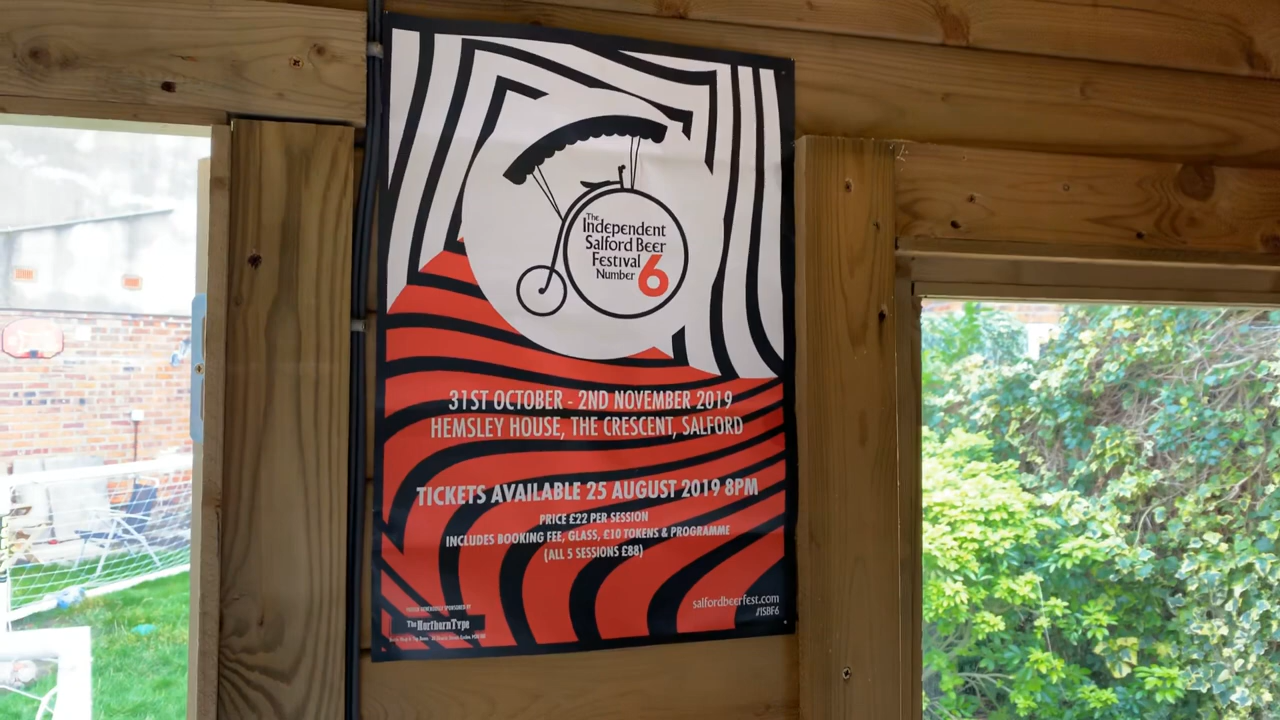 The
Independent
Salford Beer
Festival
Number 6
31ST OCTOBER - 2ND NOVEMBER 2019
HEMSLEY HOUSE, THE CRESCENT, SALFORD
TICKETS AVAILABLE 25 AUGUST 2019 8PM
PRICE £22 PER SESSION
INCLUDES BOOKING FEE, GLASS, £10 TOKENS & PROGRAMME
(ALL 5 SESSIONS £88)
salfordbeerfest.com
#ISBF6
SPONSORED BY
The Northern Type